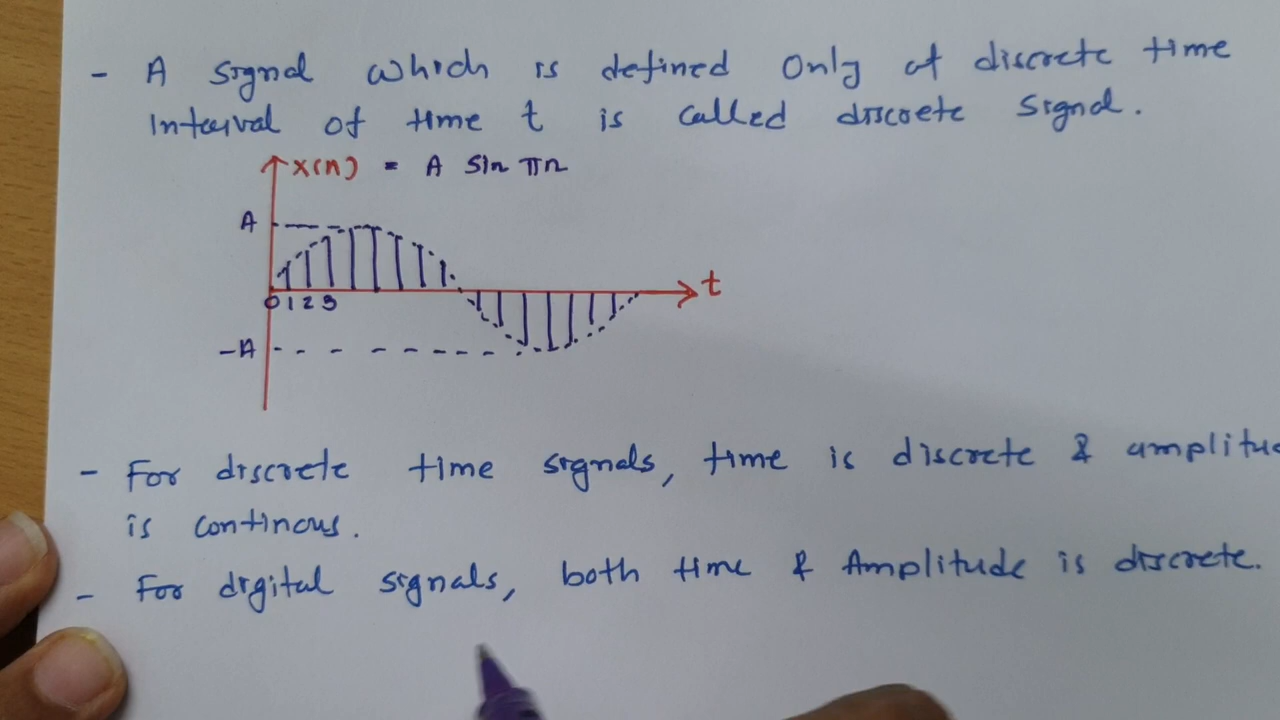 - A signal which is defined only at discrete time
interval of time t is called discrete signal.
x(n) = A sin πn
A
0 1 2 3
t
-A
- For discrete time signals, time is discrete & amplitu
is continous.
- For digital signals, both time & Amplitude is discrete.